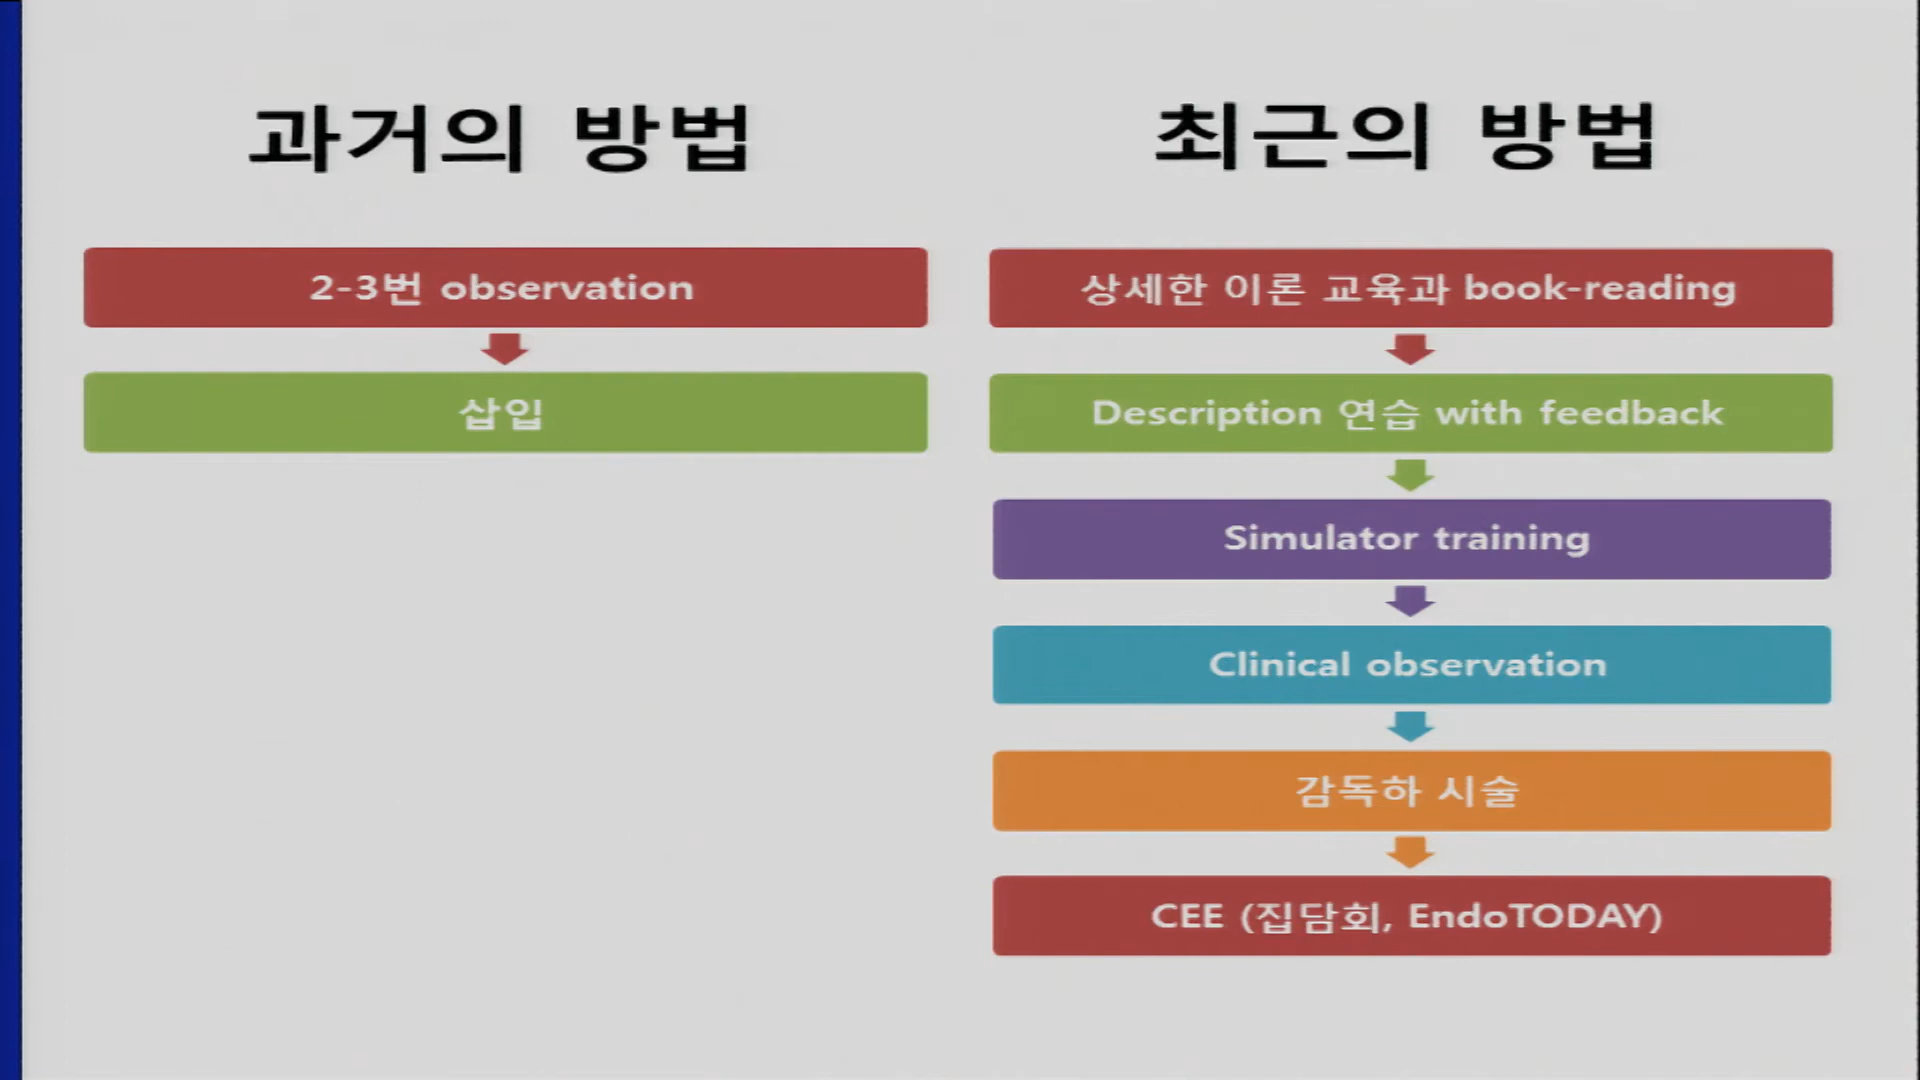 과거의 방법
2-3번 observation
삽입
최근의 방법
상세한 이론 교육과 book-reading
Description 연습 with feedback
Simulator training
Clinical observation
감독하 시술
CEE (집담회, EndoTODAY)